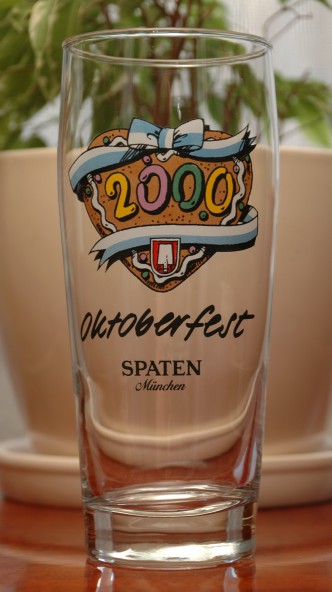 2000
Oktoberfest
SPATEN
München